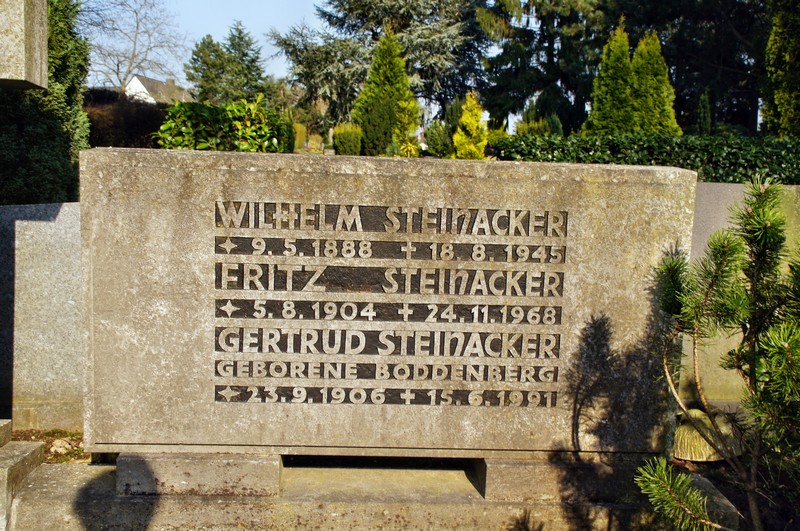 WILHELM STEINACKER
✦ 9.5.1888 + 18.8.1945
FRITZ STEINACKER
✦ 5.8.1904 + 24.11.1968
GERTRUD STEINACKER
GEBORENE BODDENBERG
✦ 23.9.1906 + 15.6.1991